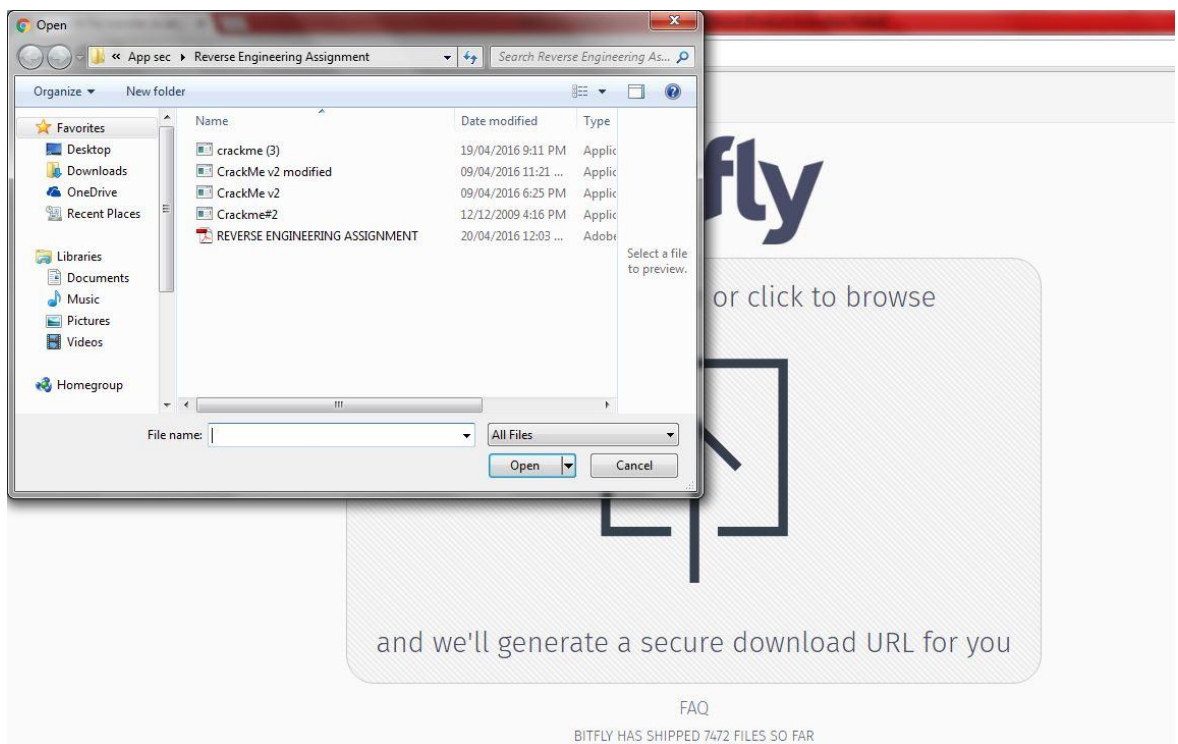 Open
x
« App sec ▸ Reverse Engineering Assignment
Search Reverse Engineering As...
Organize
New folder
Favorites
Desktop
Downloads
OneDrive
Recent Places
Libraries
Documents
Music
Pictures
Videos
Homegroup
Name Date modified Type
crackme (3) 19/04/2016 9:11 PM Applic
CrackMe v2 modified 09/04/2016 11:21 ... Applic
CrackMe v2 09/04/2016 6:25 PM Applic
Crackme#2 12/12/2009 4:16 PM Applic
REVERSE ENGINEERING ASSIGNMENT 20/04/2016 12:03 ... Adobe
Select a file
to preview.
File name:
All Files
Open
Cancel
fly
or click to browse
and we'll generate a secure download URL for you
FAQ
BITFLY HAS SHIPPED 7472 FILES SO FAR